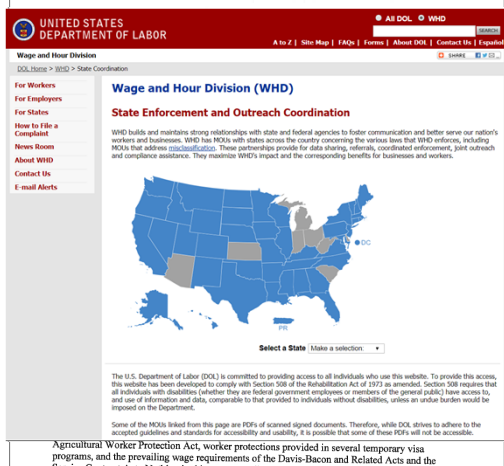 UNITED STATES
DEPARTMENT OF LABOR
All DOL WHD
SEARCH
A to Z | Site Map | FAQs | Forms | About DOL | Contact Us | Español
Wage and Hour Division
SHARE
DOL Home > WHD > State Coordination
For Workers
For Employers
For States
How to File a
Complaint
News Room
About WHD
Contact Us
E-mail Alerts
Wage and Hour Division (WHD)
State Enforcement and Outreach Coordination
WHD builds and maintains strong relationships with state and federal agencies to foster communication and better serve our nation's
workers and businesses. WHD has MOUs with states across the country concerning the various laws that WHD enforces, including
MOUs that address misclassification. These partnerships provide for data sharing, referrals, coordinated enforcement, joint outreach
and compliance assistance. They maximize WHD's impact and the corresponding benefits for businesses and workers.
DC
PR
Select a State Make a selection:
The U.S. Department of Labor (DOL) is committed to providing access to all individuals who use this website. To provide this access,
this website has been developed to comply with Section 508 of the Rehabilitation Act of 1973 as amended. Section 508 requires that
all individuals with disabilities (whether they are federal government employees or members of the general public) have access to,
and use of information and data, comparable to that provided to individuals without disabilities, unless an undue burden would be
imposed on the Department.
Some of the MOUs linked from this page are PDFs of scanned signed documents. Therefore, while DOL strives to adhere to the
accepted guidelines and standards for accessibility and usability, it is possible that some of these PDFs will not be accessible.
Agricultural Worker Protection Act, worker protections provided in several temporary visa
programs, and the prevailing wage requirements of the Davis-Bacon and Related Acts and the